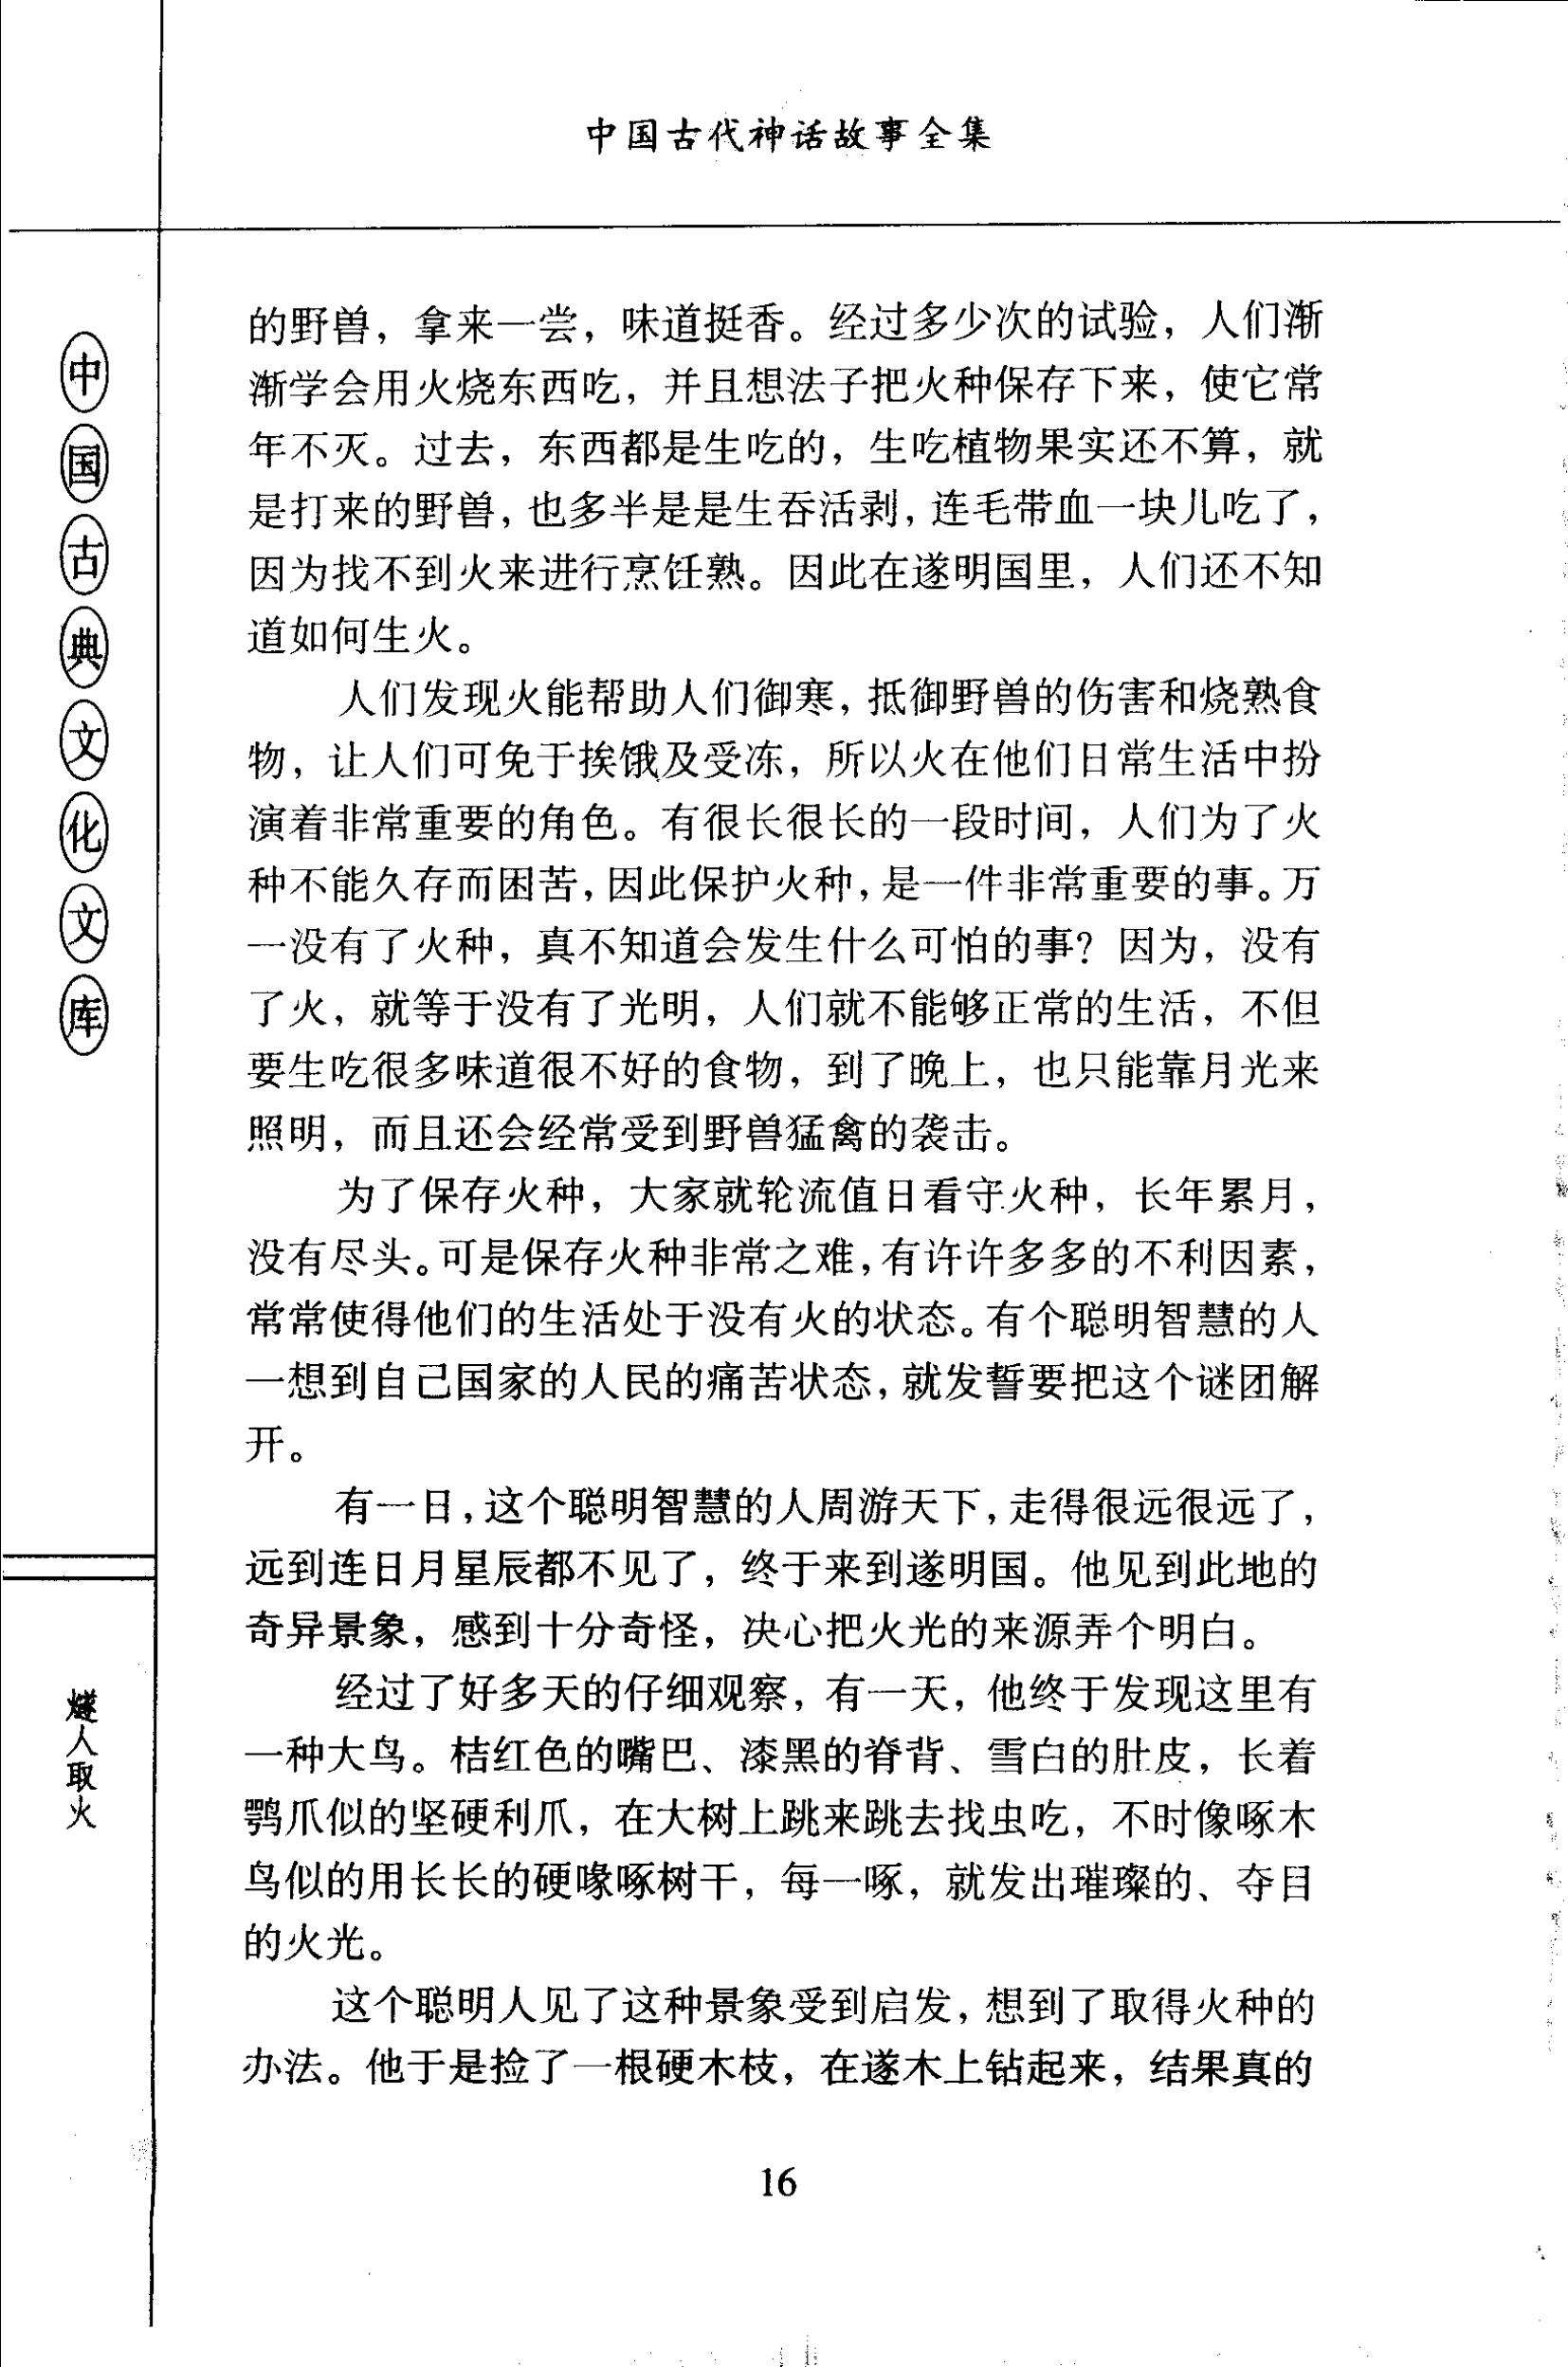 中国古代神话故事全集
中国古典文化文库
燧人取火
的野兽，拿来一尝，味道挺香。经过多少次的试验，人们渐
渐学会用火烧东西吃，并且想法子把火种保存下来，使它常
年不灭。过去，东西都是生吃的，生吃植物果实还不算，就
是打来的野兽，也多半是是生吞活剥，连毛带血一块儿吃了，
因为找不到火来进行烹饪熟。因此在遂明国里，人们还不知
道如何生火。
人们发现火能帮助人们御寒，抵御野兽的伤害和烧熟食
物，让人们可免于挨饿及受冻，所以火在他们日常生活中扮
演着非常重要的角色。有很长很长的一段时间，人们为了火
种不能久存而困苦，因此保护火种，是一件非常重要的事。万
一没有了火种，真不知道会发生什么可怕的事？因为，没有
了火，就等于没有了光明，人们就不能够正常的生活，不但
要生吃很多味道很不好的食物，到了晚上，也只能靠月光来
照明，而且还会经常受到野兽猛禽的袭击。
为了保存火种，大家就轮流值日看守火种，长年累月，
没有尽头。可是保存火种非常之难，有许许多多的不利因素，
常常使得他们的生活处于没有火的状态。有个聪明智慧的人
一想到自己国家的人民的痛苦状态，就发誓要把这个谜团解
开。
有一日，这个聪明智慧的人周游天下，走得很远很远了，
远到连日月星辰都不见了，终于来到遂明国。他见到此地的
奇异景象，感到十分奇怪，决心把火光的来源弄个明白。
经过了好多天的仔细观察，有一天，他终于发现这里有
一种大鸟。桔红色的嘴巴、漆黑的脊背、雪白的肚皮，长着
鹗爪似的坚硬利爪，在大树上跳来跳去找虫吃，不时像啄木
鸟似的用长长的硬喙啄树干，每一啄，就发出璀璨的、夺目
的火光。
这个聪明人见了这种景象受到启发，想到了取得火种的
办法。他于是捡了一根硬木枝，在遂木上钻起来，结果真的
16